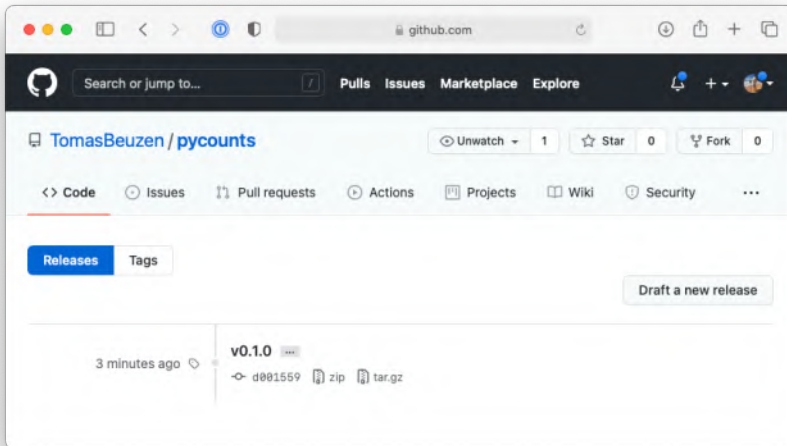 github.com
Search or jump to... / Pulls Issues Marketplace Explore
TomasBeuzen / pycounts Unwatch 1 Star 0 Fork 0
<> Code Issues Pull requests Actions Projects Wiki Security ...
Releases Tags
Draft a new release
v0.1.0 ...
3 minutes ago
d001559 zip tar.gz